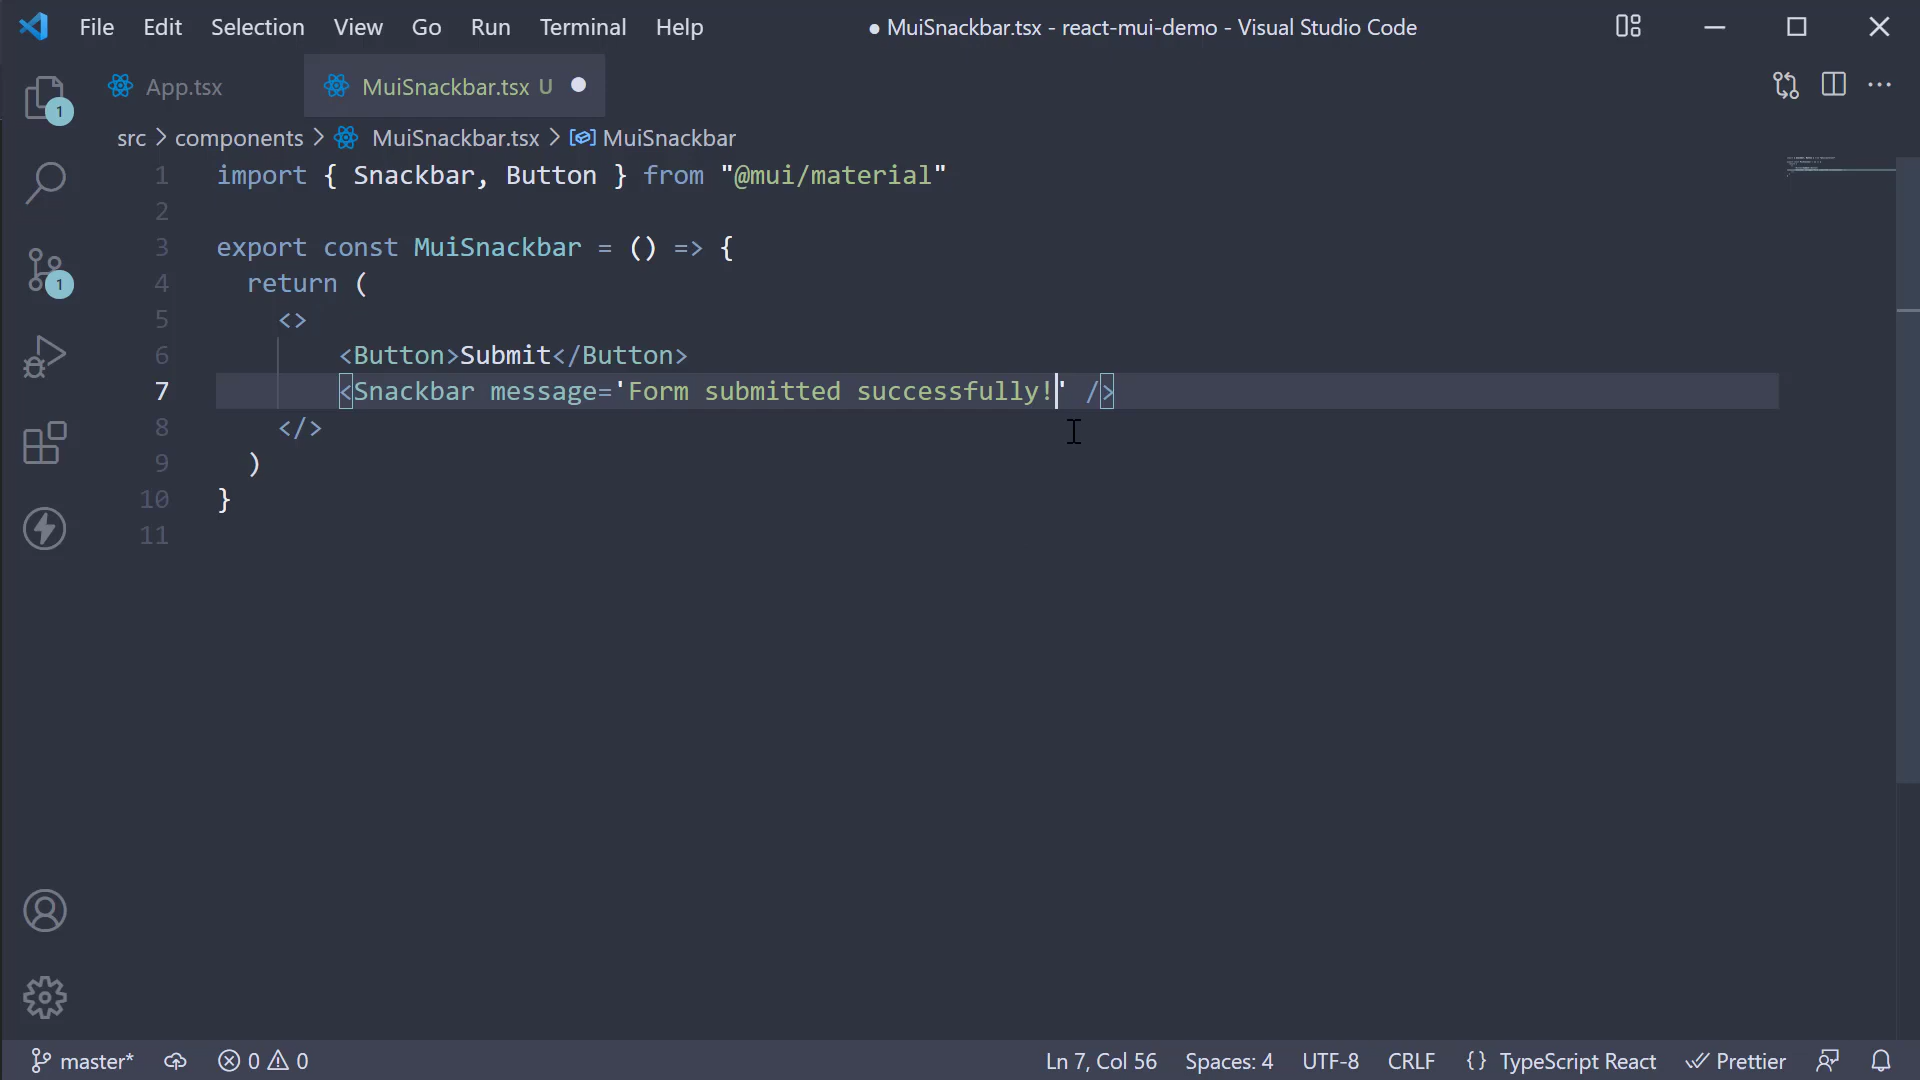 File Edit Selection View Go Run Terminal Help ● MuiSnackbar.tsx - react-mui-demo - Visual Studio Code
App.tsx MuiSnackbar.tsx U
1
src > components > MuiSnackbar.tsx > MuiSnackbar
1 import { Snackbar, Button } from "@mui/material"
2
3 export const MuiSnackbar = () => {
1
4 return (
5 <>
6 <Button>Submit</Button>
7 <Snackbar message='Form submitted successfully!' />
8 </>
9 )
10 }
11
master* 0 0 Ln 7, Col 56 Spaces: 4 UTF-8 CRLF {} TypeScript React Prettier